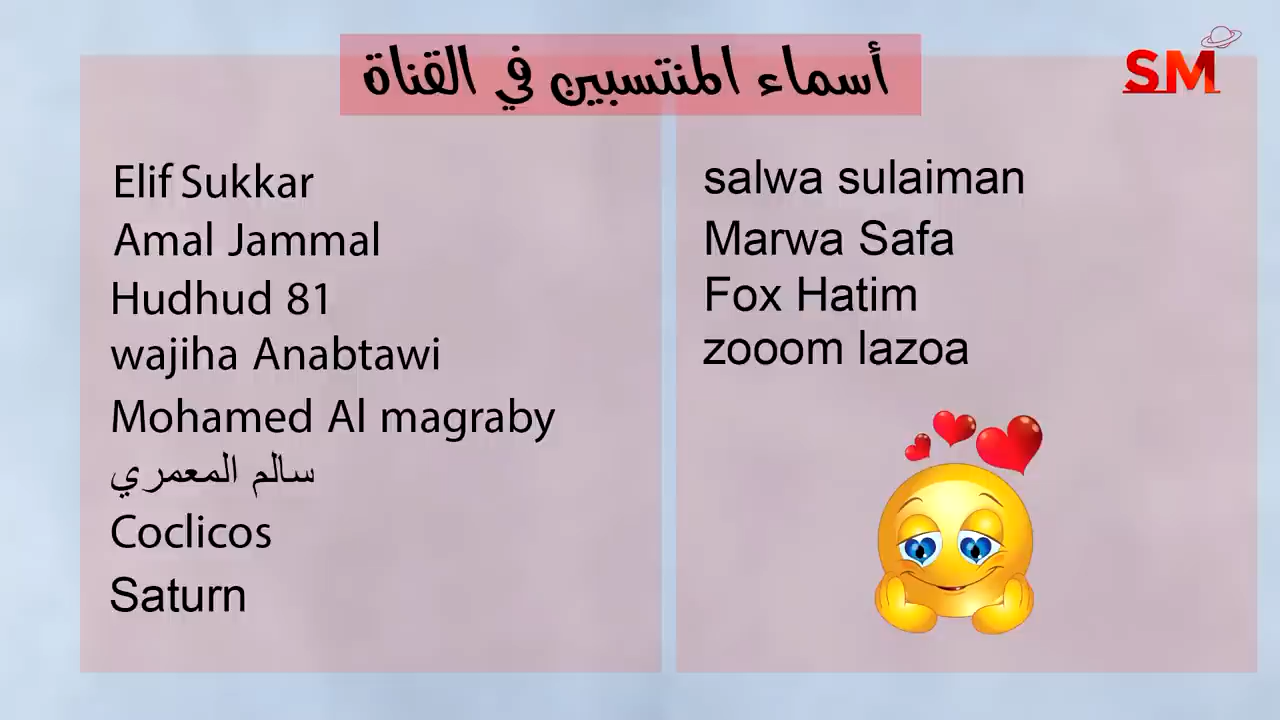 أسماء المنتسبين في القناة
SM
Elif Sukkar
Amal Jammal
Hudhud 81
wajiha Anabtawi
Mohamed Al magraby
سالم المعمري
Coclicos
Saturn
salwa sulaiman
Marwa Safa
Fox Hatim
zooom lazoa